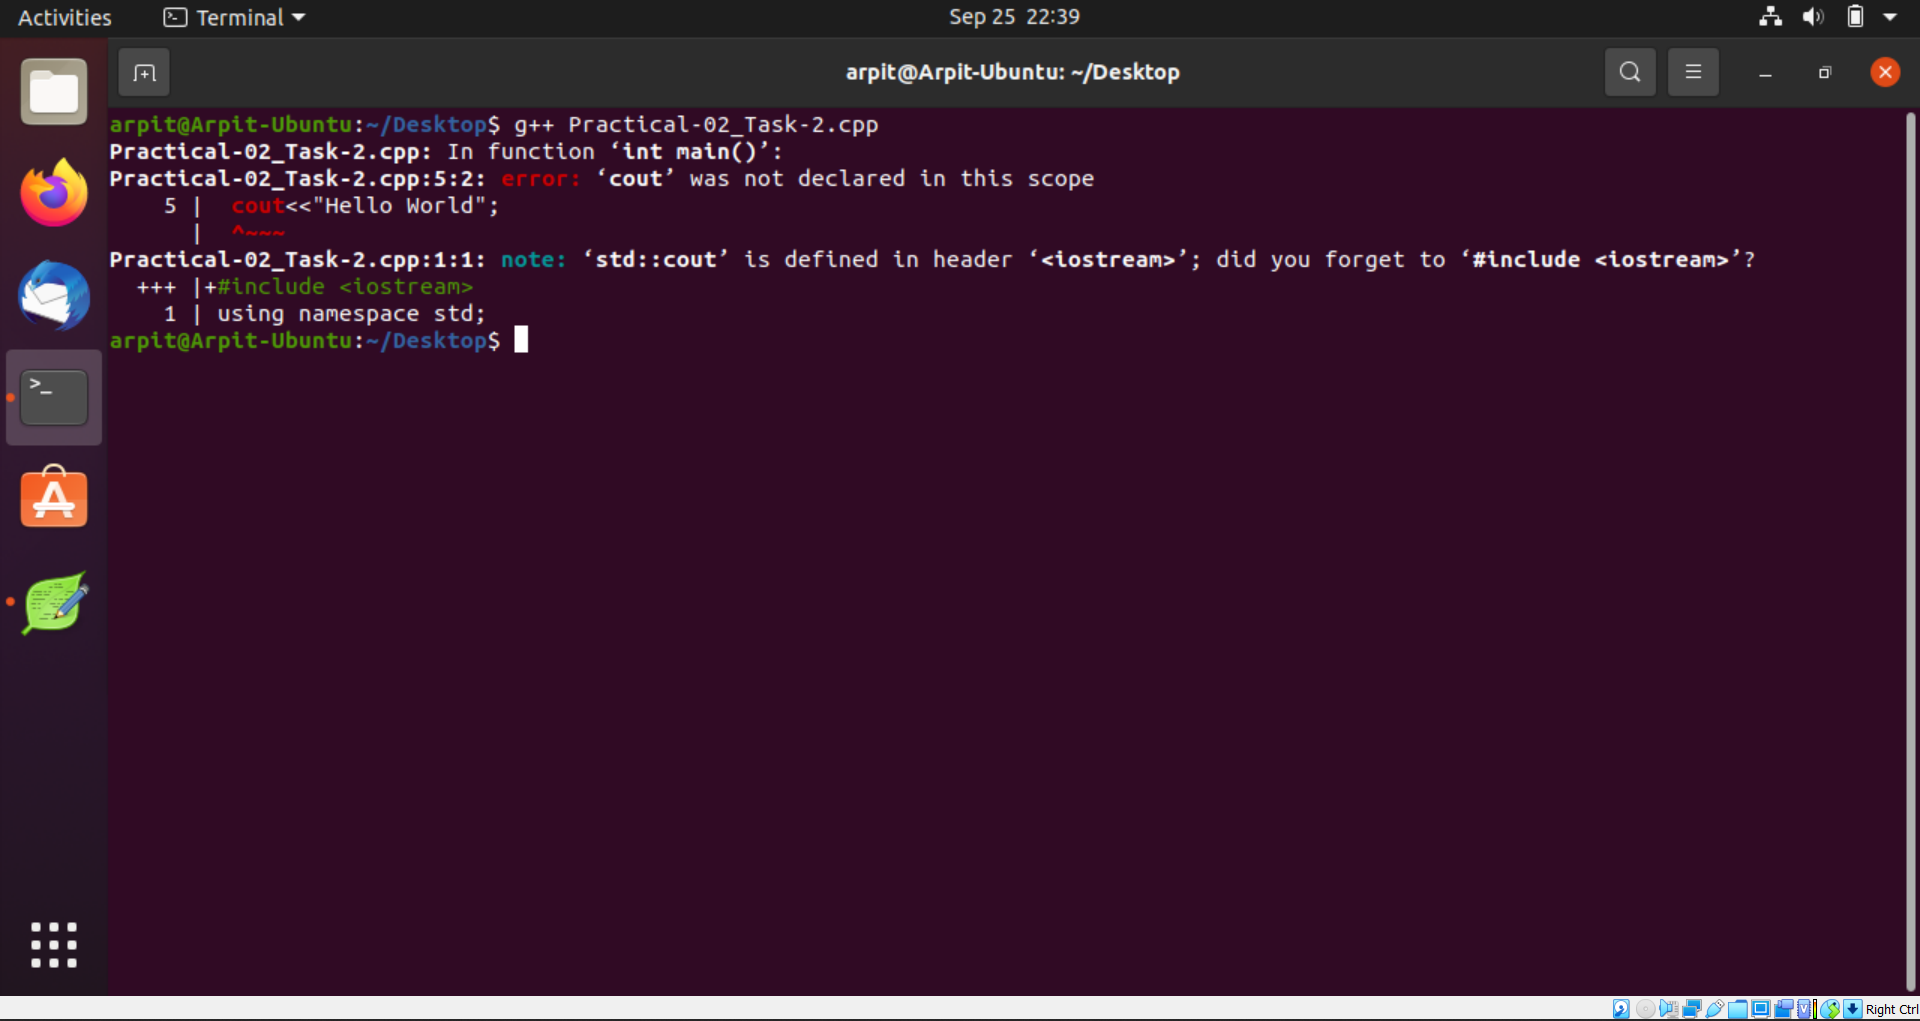 Activities Terminal Sep 25 22:39
arpit@Arpit-Ubuntu: ~/Desktop
arpit@Arpit-Ubuntu:~/Desktop$ g++ Practical-02_Task-2.cpp
Practical-02_Task-2.cpp: In function ‘int main()’:
Practical-02_Task-2.cpp:5:2: error: ‘cout’ was not declared in this scope
    5 |  cout<<"Hello World";
      |  ^~~~
Practical-02_Task-2.cpp:1:1: note: ‘std::cout’ is defined in header ‘<iostream>’; did you forget to ‘#include <iostream>’?
  +++ |+#include <iostream>
    1 | using namespace std;
arpit@Arpit-Ubuntu:~/Desktop$
Right Ctrl